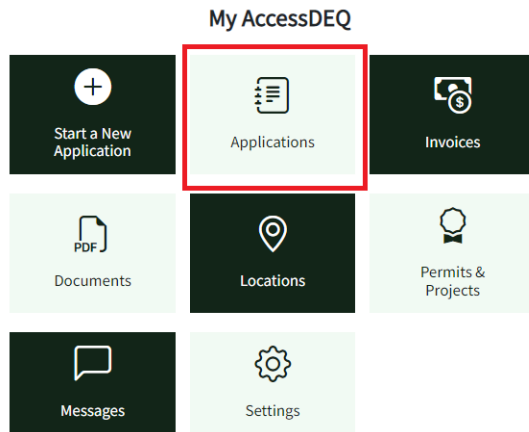 My AccessDEQ
Start a New
Application
Applications
Invoices
PDF
Documents
Locations
Permits &
Projects
Messages
Settings